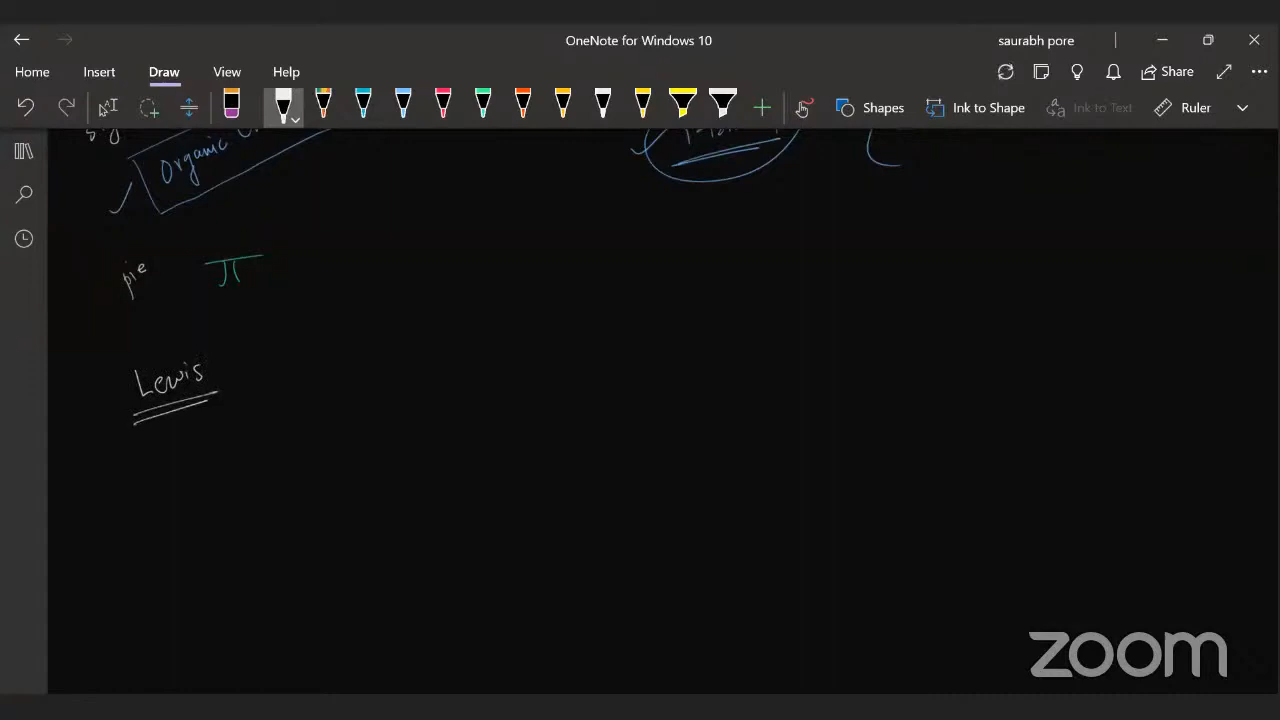 OneNote for Windows 10
saurabh pore
Home Insert Draw View Help
Share
Shapes Ink to Shape Ink to Text Ruler
Organic
pie π
Lewis
zoom